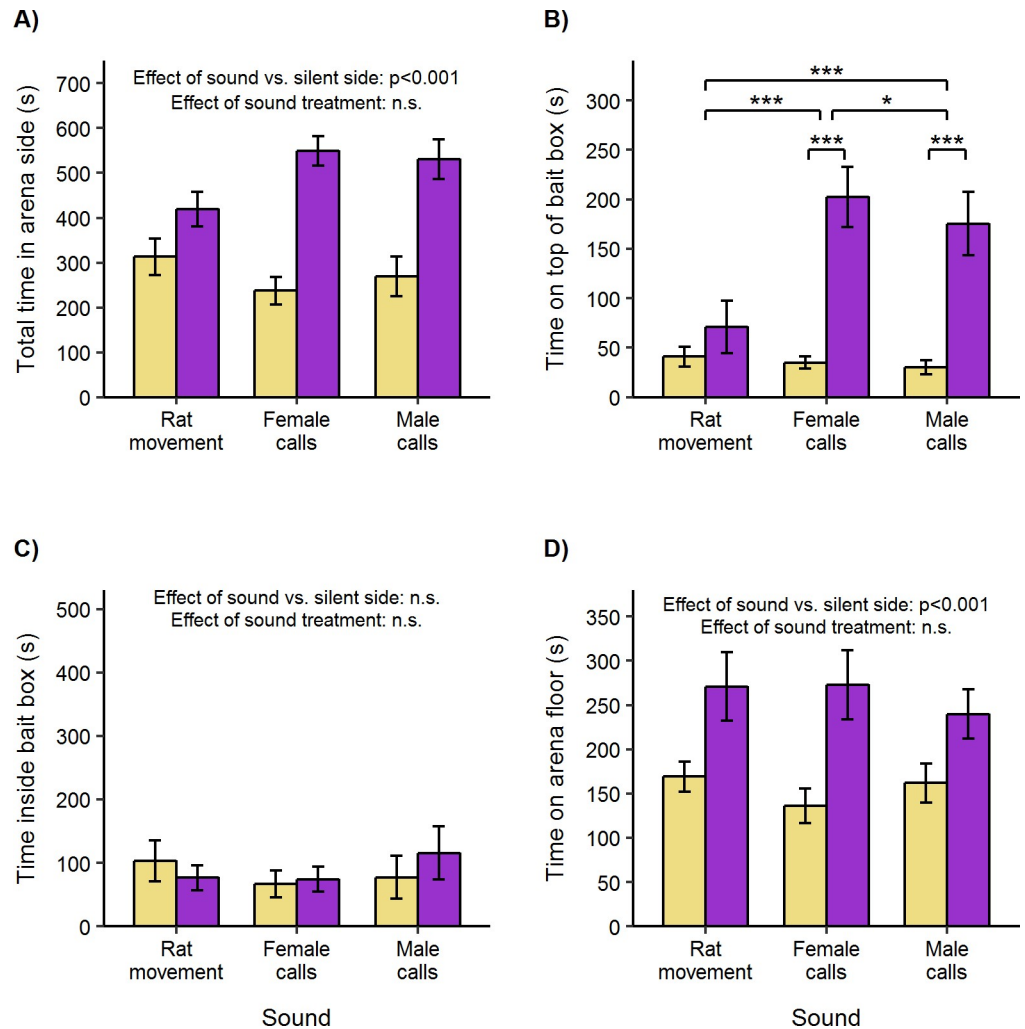 A)
Total time in arena side (s)
700
600
500
400
300
200
100
0
Effect of sound vs. silent side: p<0.001
Effect of sound treatment: n.s.
Rat
movement
Female
calls
Male
calls
B)
Time on top of bait box (s)
300
250
200
150
100
50
0
***
***
*
***
***
Rat
movement
Female
calls
Male
calls
C)
Time inside bait box (s)
500
400
300
200
100
0
Effect of sound vs. silent side: n.s.
Effect of sound treatment: n.s.
Rat
movement
Female
calls
Male
calls
Sound
D)
Time on arena floor (s)
350
300
250
200
150
100
50
0
Effect of sound vs. silent side: p<0.001
Effect of sound treatment: n.s.
Rat
movement
Female
calls
Male
calls
Sound